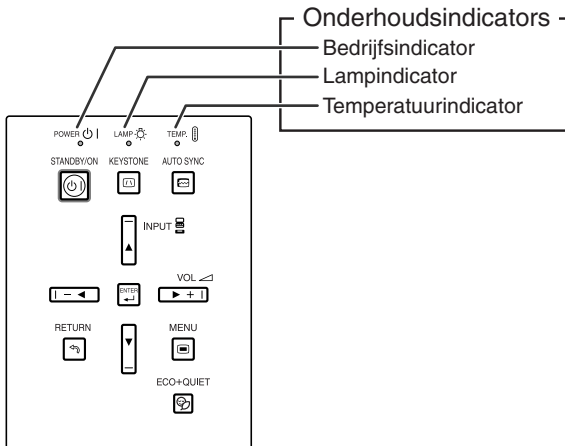 Onderhoudsindicators
Bedrijfsindicator
Lampindicator
Temperatuurindicator
POWER LAMP TEMP.
STANDBY/ON KEYSTONE AUTO SYNC
INPUT
VOL
ENTER
RETURN MENU
ECO+QUIET